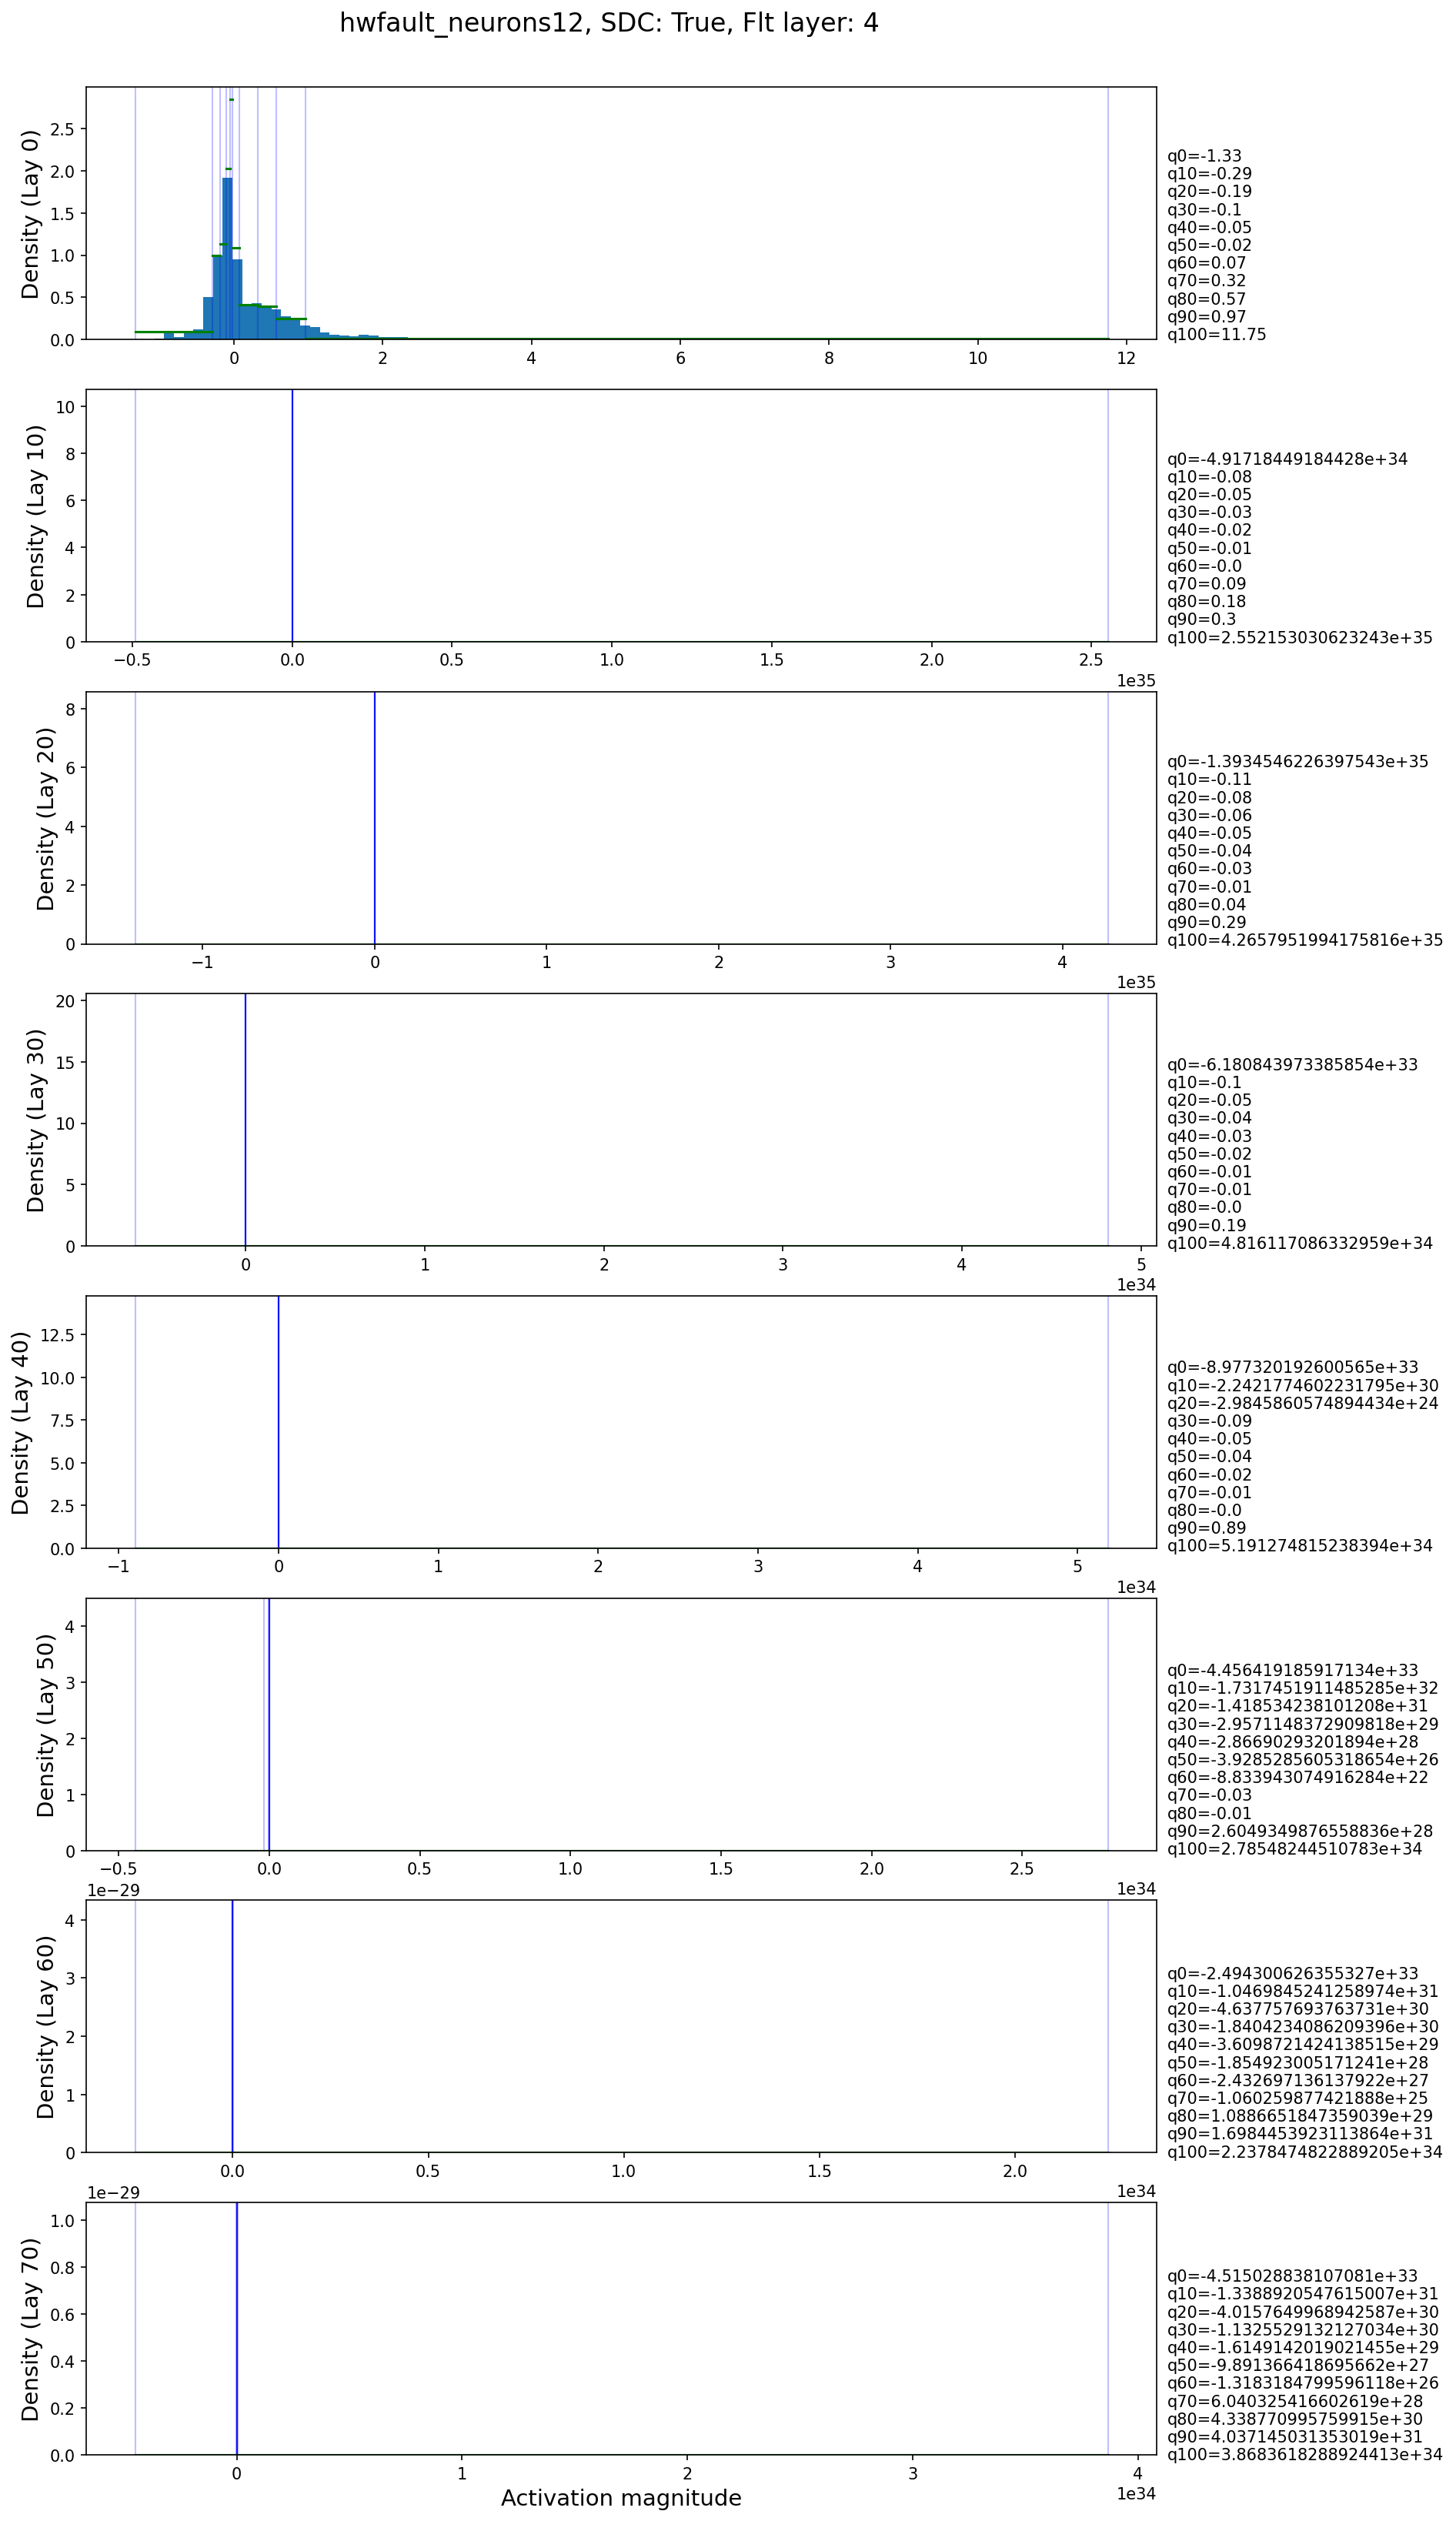 hwfault_neurons12, SDC: True, Flt layer: 4
Density (Lay 0)
2.5
2.0
1.5
1.0
0.5
0.0
0 2 4 6 8 10 12
q0=-1.33
q10=-0.29
q20=-0.19
q30=-0.1
q40=-0.05
q50=-0.02
q60=0.07
q70=0.32
q80=0.57
q90=0.97
q100=11.75
Density (Lay 10)
10
8
6
4
2
0
−0.5 0.0 0.5 1.0 1.5 2.0 2.5
1e35
q0=-4.91718449184428e+34
q10=-0.08
q20=-0.05
q30=-0.03
q40=-0.02
q50=-0.01
q60=-0.0
q70=0.09
q80=0.18
q90=0.3
q100=2.552153030623243e+35
Density (Lay 20)
8
6
4
2
0
−1 0 1 2 3 4
1e35
q0=-1.3934546226397543e+35
q10=-0.11
q20=-0.08
q30=-0.06
q40=-0.05
q50=-0.04
q60=-0.03
q70=-0.01
q80=0.04
q90=0.29
q100=4.2657951994175816e+35
Density (Lay 30)
20
15
10
5
0
0 1 2 3 4 5
1e34
q0=-6.180843973385854e+33
q10=-0.1
q20=-0.05
q30=-0.04
q40=-0.03
q50=-0.02
q60=-0.01
q70=-0.01
q80=-0.0
q90=0.19
q100=4.816117086332959e+34
Density (Lay 40)
12.5
10.0
7.5
5.0
2.5
0.0
−1 0 1 2 3 4 5
1e34
q0=-8.977320192600565e+33
q10=-2.2421774602231795e+30
q20=-2.9845860574894434e+24
q30=-0.09
q40=-0.05
q50=-0.04
q60=-0.02
q70=-0.01
q80=-0.0
q90=0.89
q100=5.191274815238394e+34
Density (Lay 50)
4
3
2
1
0
−0.5 0.0 0.5 1.0 1.5 2.0 2.5
1e34
q0=-4.456419185917134e+33
q10=-1.7317451911485285e+32
q20=-1.418534238101208e+31
q30=-2.9571148372909818e+29
q40=-2.86690293201894e+28
q50=-3.9285285605318654e+26
q60=-8.833943074916284e+22
q70=-0.03
q80=-0.01
q90=2.6049349876558836e+28
q100=2.78548244510783e+34
1e−29
Density (Lay 60)
4
3
2
1
0
0.0 0.5 1.0 1.5 2.0
1e34
q0=-2.494300626355327e+33
q10=-1.0469845241258974e+31
q20=-4.637757693763731e+30
q30=-1.8404234086209396e+30
q40=-3.6098721424138515e+29
q50=-1.854923005171241e+28
q60=-2.432697136137922e+27
q70=-1.060259877421888e+25
q80=1.0886651847359039e+29
q90=1.6984453923113864e+31
q100=2.2378474822889205e+34
1e−29
Density (Lay 70)
1.0
0.8
0.6
0.4
0.2
0.0
0 1 2 3 4
1e34
q0=-4.515028838107081e+33
q10=-1.3388920547615007e+31
q20=-4.0157649968942587e+30
q30=-1.1325529132127034e+30
q40=-1.6149142019021455e+29
q50=-9.891366418695662e+27
q60=-1.3183184799596118e+26
q70=6.040325416602619e+28
q80=4.338770995759915e+30
q90=4.037145031353019e+31
q100=3.8683618288924413e+34
Activation magnitude